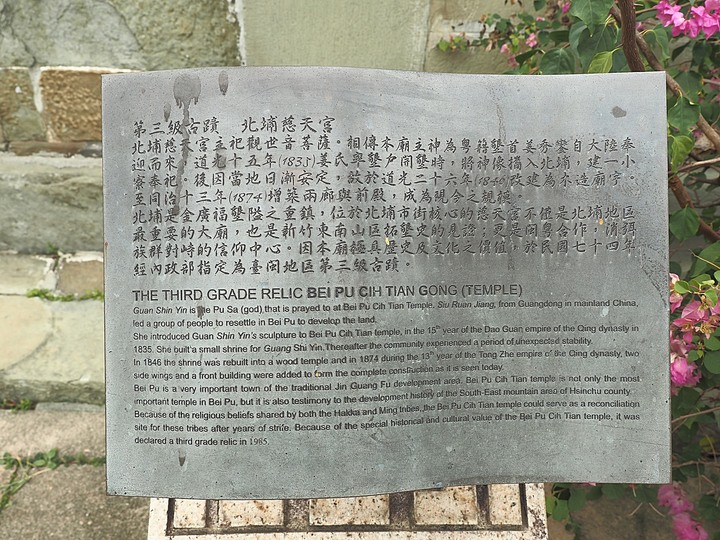 第三級古蹟　北埔慈天宮
北埔慈天宮主祀觀世音菩薩。相傳本廟主神為粵籍墾首姜秀鑾自大陸奉
迎而來，道光十五年(1835)姜氏與墾戶開墾時，將神像攜入北埔，建一小
寮奉祀。後因當地日漸安定，故於道光二十六年(1846)改建為木造廟宇。
至同治十三年(1874)增築兩廊與前殿，成為現今之規模。
北埔是金廣福墾隘之重鎮，位於北埔市街核心的慈天宮不僅是北埔地區
最重要的大廟，也是新竹東南山區拓墾史的見證；更是閩粵合作，消弭
族群對峙的信仰中心。因本廟經具歷史及文化之價值，於民國七十四年
經內政部指定為臺閩地區第三級古蹟。
THE THIRD GRADE RELIC BEI PU CIH TIAN GONG (TEMPLE)
Guan Shin Yin is the Pu Sa (god) that is prayed to at Bei Pu Cih Tian Temple. Siu Ruan Jiang, from Guangdong in mainland China,
led a group of people to resettle in Bei Pu to develop the land.
She introduced Guan Shin Yin's sculpture to Bei Pu Cih Tian temple, in the 15th year of the Dao Guan empire of the Qing dynasty in
1835. She built a small shrine for Guang Shi Yin.Thereafter the community experienced a period of unexpected stability.
In 1846 the shrine was rebuilt into a wood temple and in 1874 during the 13th year of the Tong Zhe empire of the Qing dynasty, two
side wings and a front building were added to form the complete construction as it is seen today.
Bei Pu is a very important town of the traditional Jin Guang Fu development area. Bei Pu Cih Tian temple is not only the most
important temple in Bei Pu, but it is also testimony to the development history of the South-East mountain area of Hsinchu county.
Because of the religious beliefs shared by both the Hakka and Ming tribes, the Bei Pu Cih Tian temple could serve as a reconciliation
site for these tribes after years of strife. Because of the special historical and cultural value of the Bei Pu Cih Tian temple, it was
declared a third grade relic in 1985.